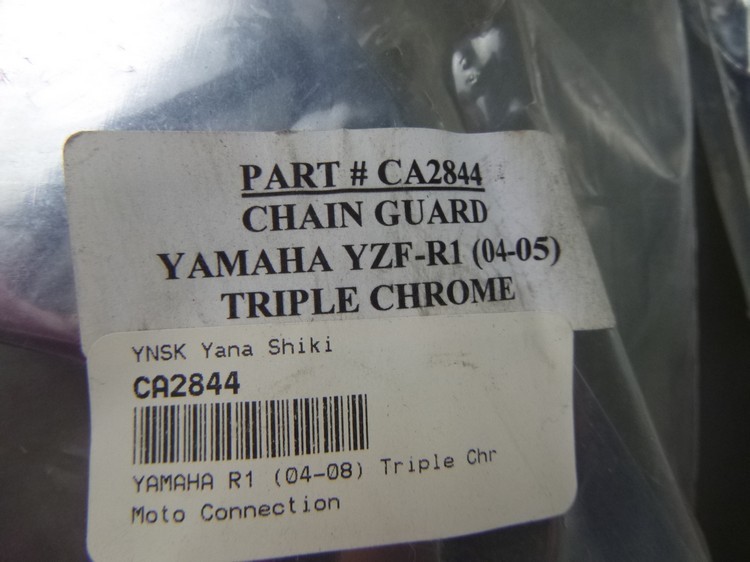 PART # CA2844
CHAIN GUARD
YAMAHA YZF-R1 (04-05)
TRIPLE CHROME
YNSK Yana Shiki
CA2844
YAMAHA R1 (04-08) Triple Chr
Moto Connection